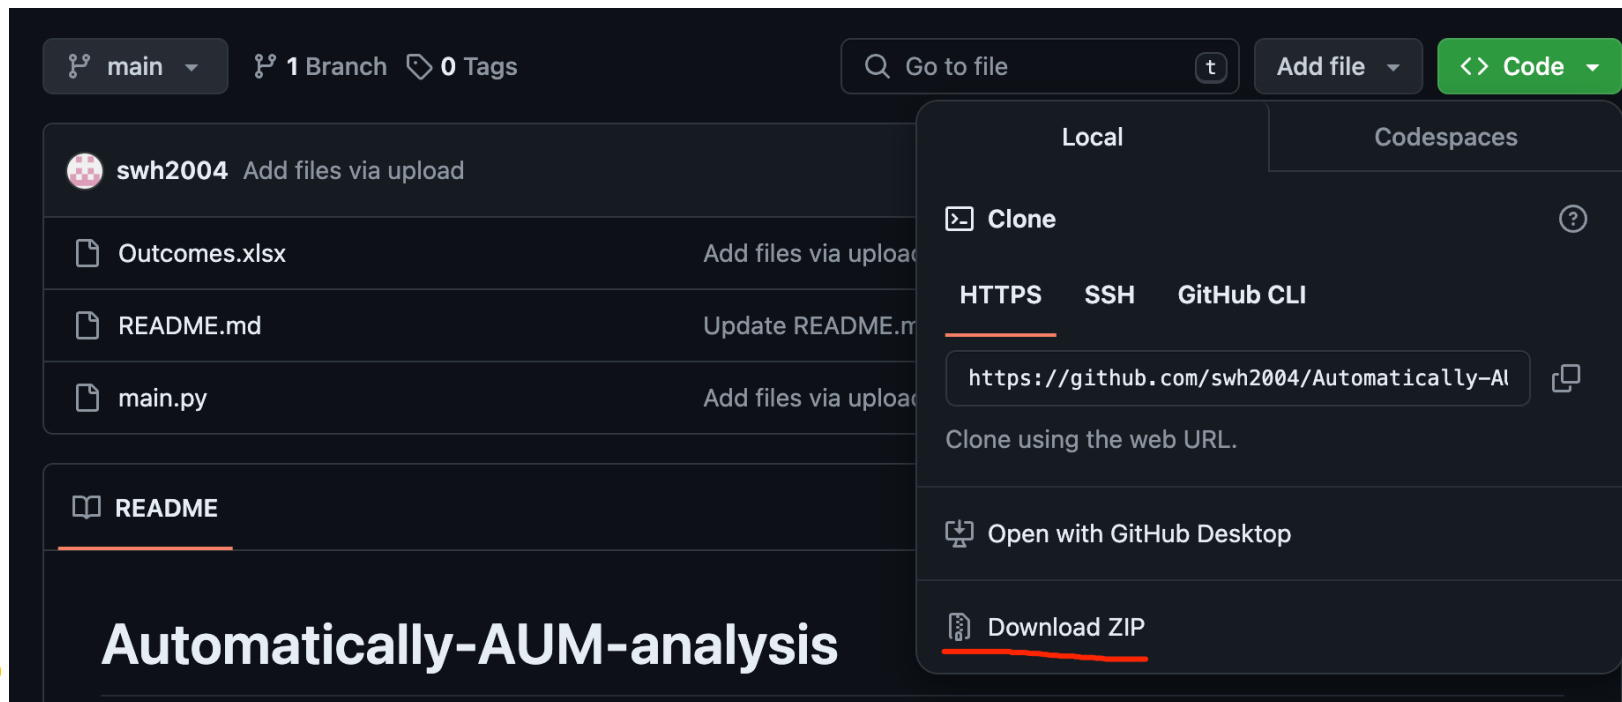 main
1 Branch
0 Tags
Go to file
t
Add file
Code
Local
Codespaces
swh2004 Add files via upload
Clone
Outcomes.xlsx
Add files via upload
HTTPS
SSH
GitHub CLI
README.md
Update README.m
https://github.com/swh2004/Automatically-AU
main.py
Add files via upload
Clone using the web URL.
README
Open with GitHub Desktop
Automatically-AUM-analysis
Download ZIP